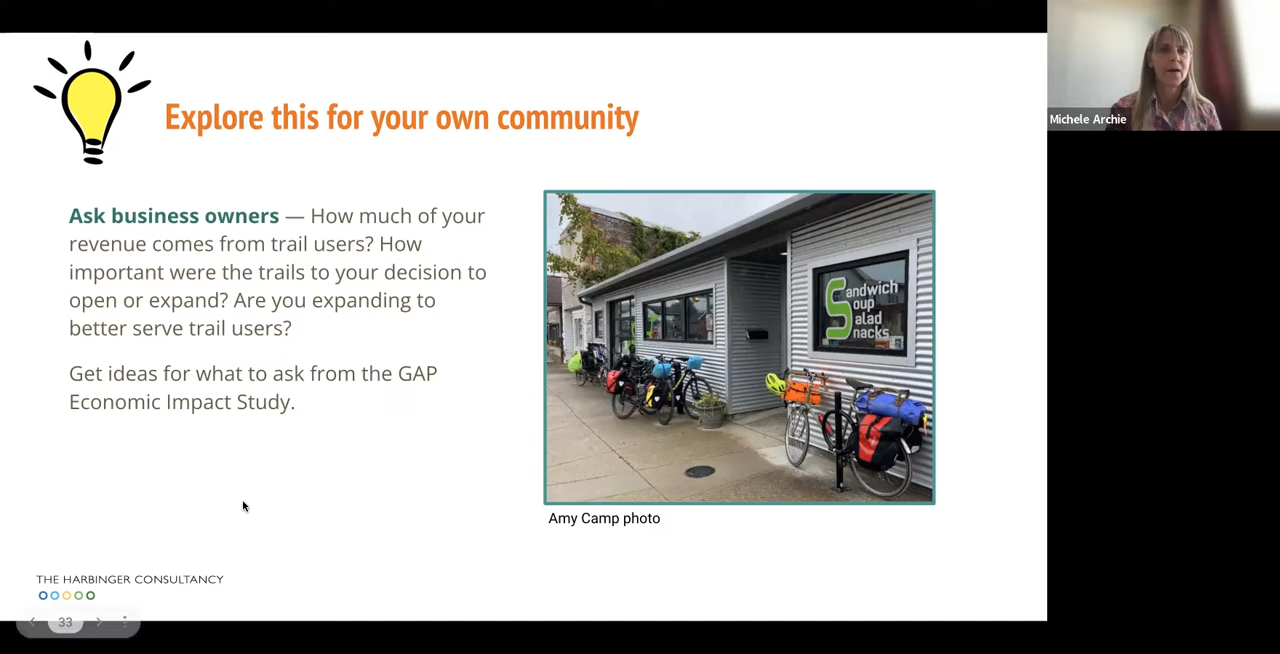 Explore this for your own community
Michele Archie
Ask business owners — How much of your
revenue comes from trail users? How
important were the trails to your decision to
open or expand? Are you expanding to
better serve trail users?
Get ideas for what to ask from the GAP
Economic Impact Study.
Sandwich
Soup
Salad
Snacks
Amy Camp photo
THE HARBINGER CONSULTANCY
33